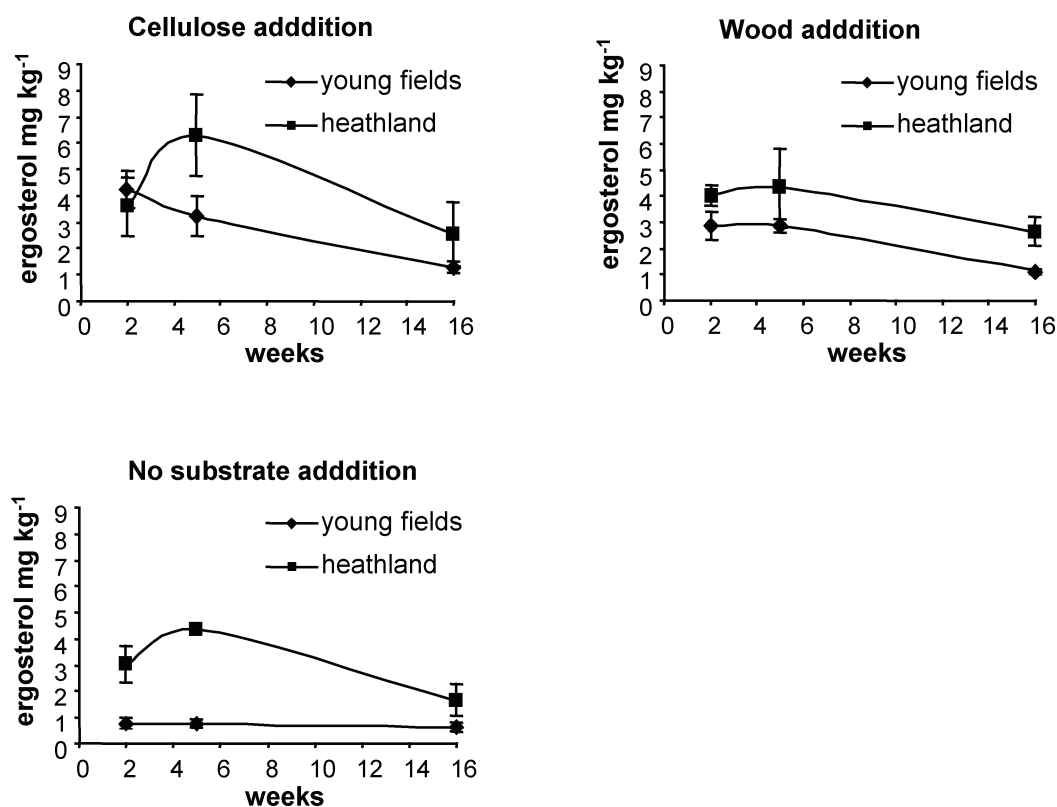 Cellulose adddition
ergosterol mg kg-1
9
8
7
6
5
4
3
2
1
0
young fields
heathland
0 2 4 6 8 10 12 14 16
weeks
Wood adddition
ergosterol mg kg-1
9
8
7
6
5
4
3
2
1
0
young fields
heathland
0 2 4 6 8 10 12 14 16
weeks
No substrate adddition
ergosterol mg kg-1
9
8
7
6
5
4
3
2
1
0
young fields
heathland
0 2 4 6 8 10 12 14 16
weeks